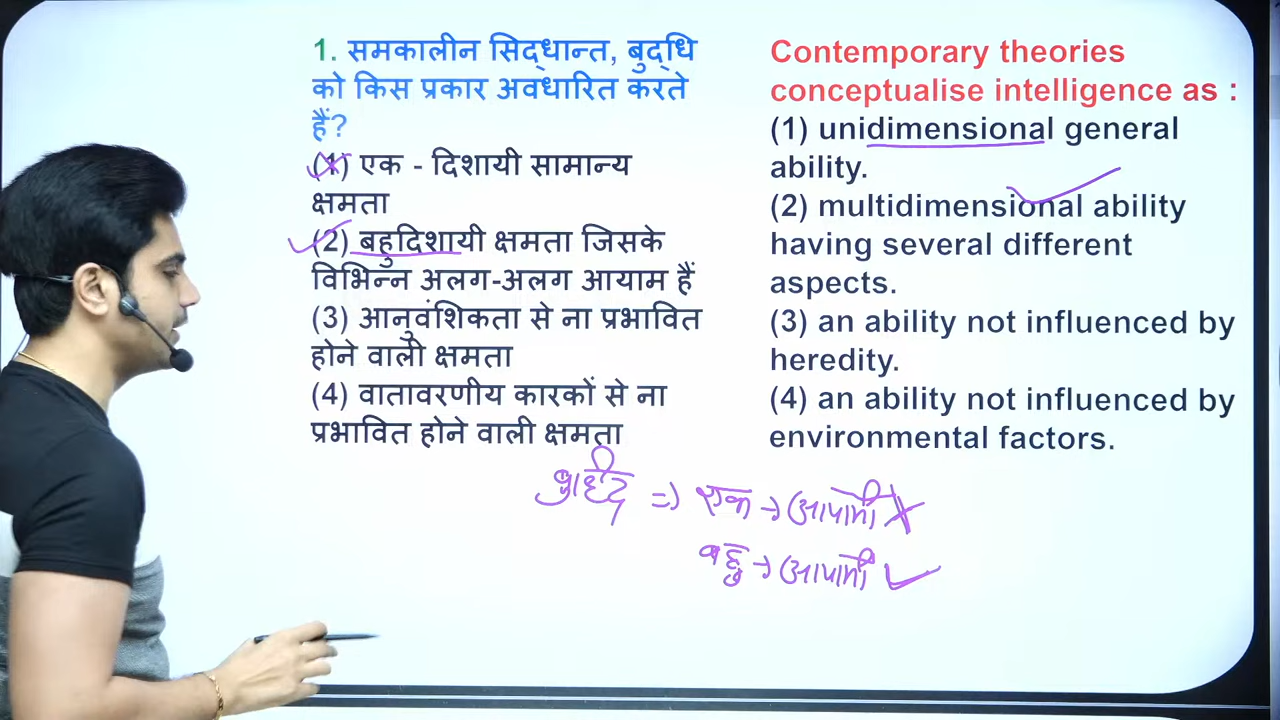 1. समकालीन सिद्धान्त, बुद्धि
को किस प्रकार अवधारित करते
हैं?
(1) एक - दिशायी सामान्य
क्षमता
(2) बहुदिशायी क्षमता जिसके
विभिन्न अलग-अलग आयाम हैं
(3) आनुवंशिकता से ना प्रभावित
होने वाली क्षमता
(4) वातावरणीय कारकों से ना
प्रभावित होने वाली क्षमता
Contemporary theories
conceptualise intelligence as :
(1) unidimensional general
ability.
(2) multidimensional ability
having several different
aspects.
(3) an ability not influenced by
heredity.
(4) an ability not influenced by
environmental factors.
=> एक → आयामी
बहु → आयामी